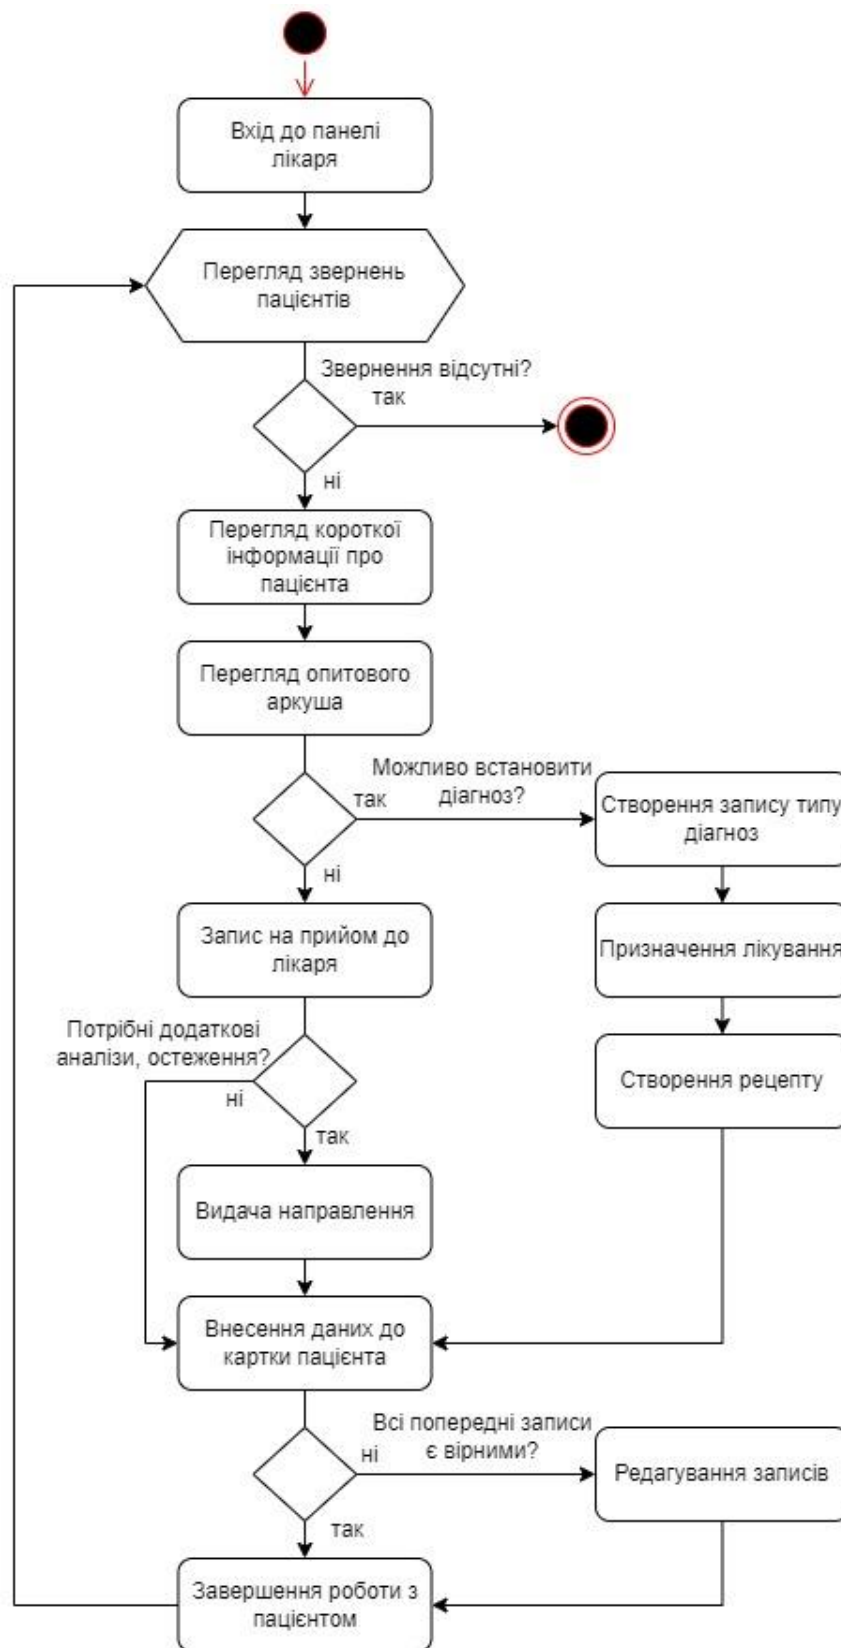 Вхід до панелі
лікаря
Перегляд звернень
пацієнтів
Звернення відсутні?
так
ні
Перегляд короткої
інформації про
пацієнта
Перегляд опитового
аркуша
Можливо встановити
діагноз?
так
ні
Створення запису типу
діагноз
Призначення лікування
Створення рецепту
Запис на прийом до
лікаря
Потрібні додаткові
аналізи, остеження?
ні
так
Видача направлення
Внесення даних до
картки пацієнта
Всі попередні записи
є вірними?
ні
так
Редагування записів
Завершення роботи з
пацієнтом